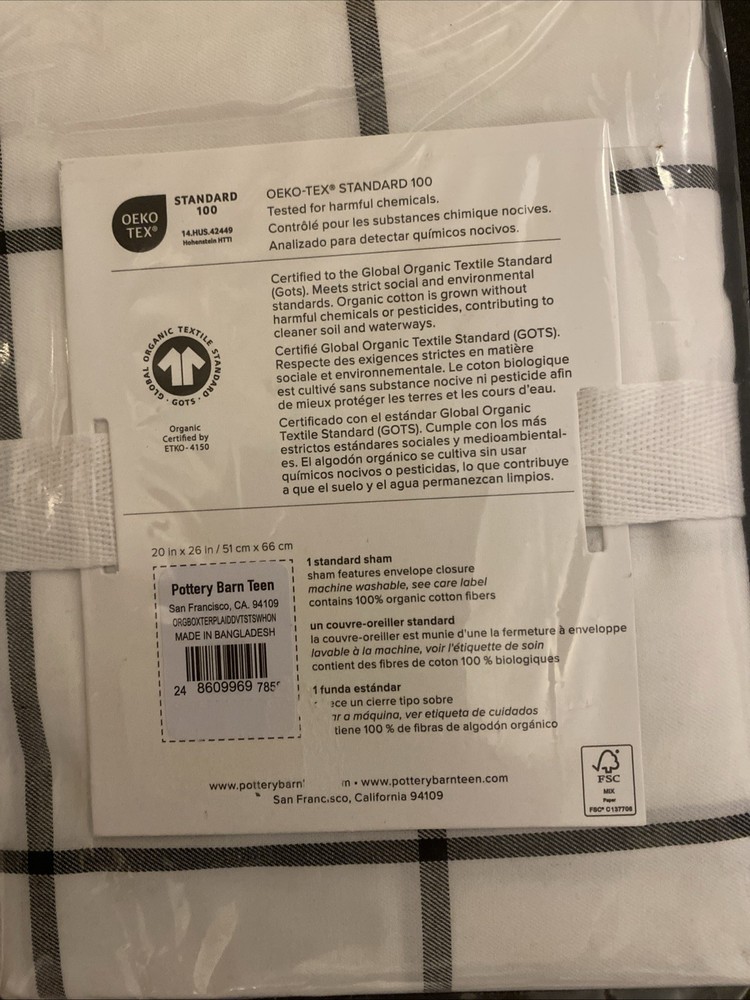 OEKO
TEX®
STANDARD
100
14.HUS.42449
Hohenstein HTTI
OEKO-TEX® STANDARD 100
Tested for harmful chemicals.
Contrôlé pour les substances chimique nocives.
Analizado para detectar químicos nocivos.
GLOBAL ORGANIC TEXTILE STANDARD
· GOTS ·
Organic
Certified by
ETKO-4150
Certified to the Global Organic Textile Standard
(Gots). Meets strict social and environmental
standards. Organic cotton is grown without
harmful chemicals or pesticides, contributing to
cleaner soil and waterways.
Certifié Global Organic Textile Standard (GOTS).
Respecte des exigences strictes en matière
sociale et environnementale. Le coton biologique
est cultivé sans substance nocive ni pesticide afin
de mieux protéger les terres et les cours d'eau.
Certificado con el estándar Global Organic
Textile Standard (GOTS). Cumple con los más
estrictos estándares sociales y medioambiental-
es. El algodón orgánico se cultiva sin usar
químicos nocivos o pesticidas, lo que contribuye
a que el suelo y el agua permanezcan limpios.
20 in x 26 in / 51 cm x 66 cm
Pottery Barn Teen
San Francisco, CA. 94109
ORGBOXTERPLAIDDVTSTSWHON
MADE IN BANGLADESH
24 8609969 785
1 standard sham
sham features envelope closure
machine washable, see care label
contains 100% organic cotton fibers
un couvre-oreiller standard
la couvre-oreiller est munie d'une la fermeture à enveloppe
lavable à la machine, voir l'étiquette de soin
contient des fibres de coton 100 % biologiques
1 funda estándar
ece un cierre tipo sobre
ar a máquina, ver etiqueta de cuidados
tiene 100 % de fibras de algodón orgánico
www.potterybarn m • www.potterybarnteen.com
San Francisco, California 94109
FSC
MIX
Paper
FSC® C137706